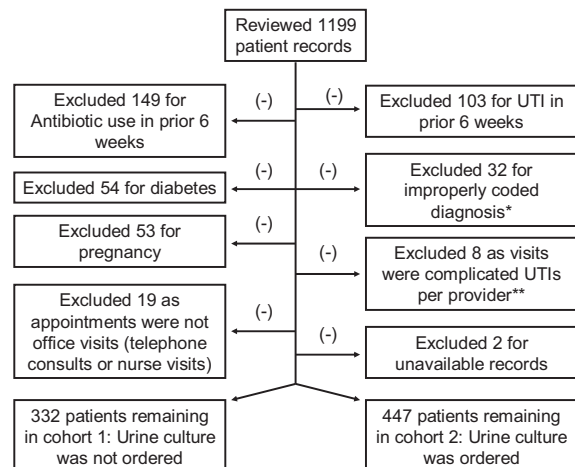 Reviewed 1199
patient records
(-)
(-)
Excluded 149 for
Antibiotic use in prior 6
weeks
Excluded 103 for UTI in
prior 6 weeks
(-)
(-)
Excluded 54 for diabetes
Excluded 32 for
improperly coded
diagnosis*
(-)
Excluded 53 for
pregnancy
(-)
Excluded 8 as visits
were complicated UTIs
per provider**
(-)
Excluded 19 as
appointments were not
office visits (telephone
consults or nurse visits)
(-)
Excluded 2 for
unavailable records
332 patients remaining
in cohort 1: Urine culture
was not ordered
447 patients remaining
in cohort 2: Urine culture
was ordered